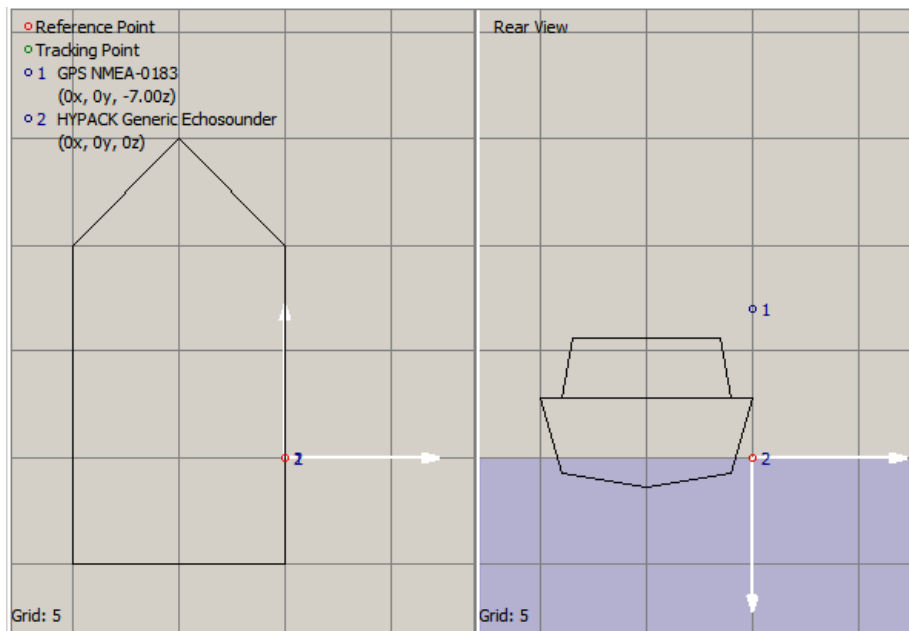 Reference Point
Tracking Point
1 GPS NMEA-0183
(0x, 0y, -7.00z)
2 HYPACK Generic Echosounder
(0x, 0y, 0z)
2
Grid: 5
Rear View
1
2
Grid: 5